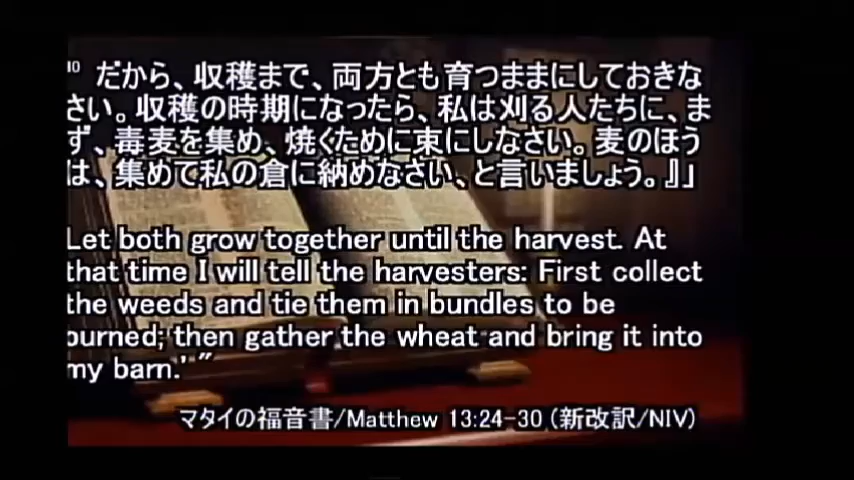 30 だから、収穫まで、両方とも育つままにしておきな
さい。収穫の時期になったら、私は刈る人たちに、ま
ず、毒麦を集め、焼くために束にしなさい。麦のほう
は、集めて私の倉に納めなさい、と言いましょう。』」
Let both grow together until the harvest. At
that time I will tell the harvesters: First collect
the weeds and tie them in bundles to be
burned; then gather the wheat and bring it into
my barn.' "
マタイの福音書/Matthew 13:24-30 (新改訳/NIV)